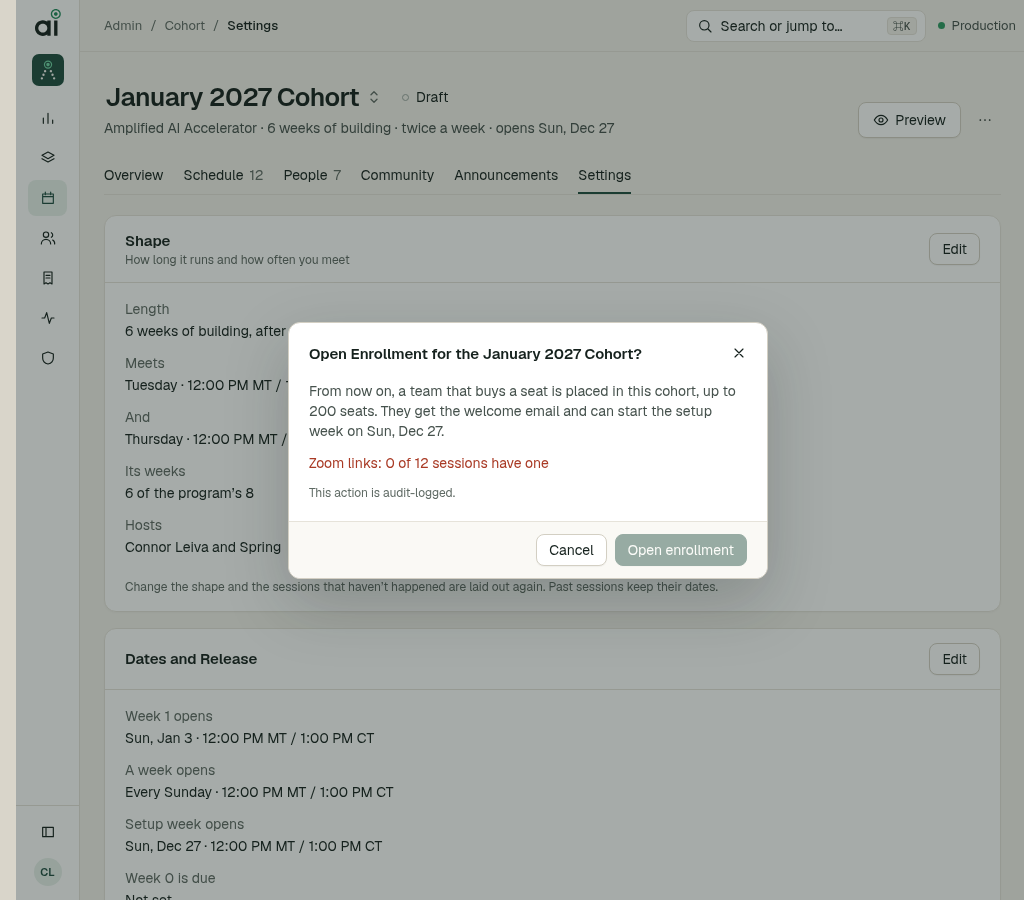 ai
Admin / Cohort / Settings
Search or jump to…
⌘K
Production
January 2027 Cohort
Draft
Amplified AI Accelerator · 6 weeks of building · twice a week · opens Sun, Dec 27
Preview
Overview
Schedule 12
People 7
Community
Announcements
Settings
Shape
How long it runs and how often you meet
Edit
Length
6 weeks of building, after
Meets
Tuesday · 12:00 PM MT /
And
Thursday · 12:00 PM MT /
Its weeks
6 of the program's 8
Hosts
Connor Leiva and Spring
Change the shape and the sessions that haven't happened are laid out again. Past sessions keep their dates.
Open Enrollment for the January 2027 Cohort?
From now on, a team that buys a seat is placed in this cohort, up to
200 seats. They get the welcome email and can start the setup
week on Sun, Dec 27.
Zoom links: 0 of 12 sessions have one
This action is audit-logged.
Cancel
Open enrollment
Dates and Release
Edit
Week 1 opens
Sun, Jan 3 · 12:00 PM MT / 1:00 PM CT
A week opens
Every Sunday · 12:00 PM MT / 1:00 PM CT
Setup week opens
Sun, Dec 27 · 12:00 PM MT / 1:00 PM CT
Week 0 is due
Not set
CL